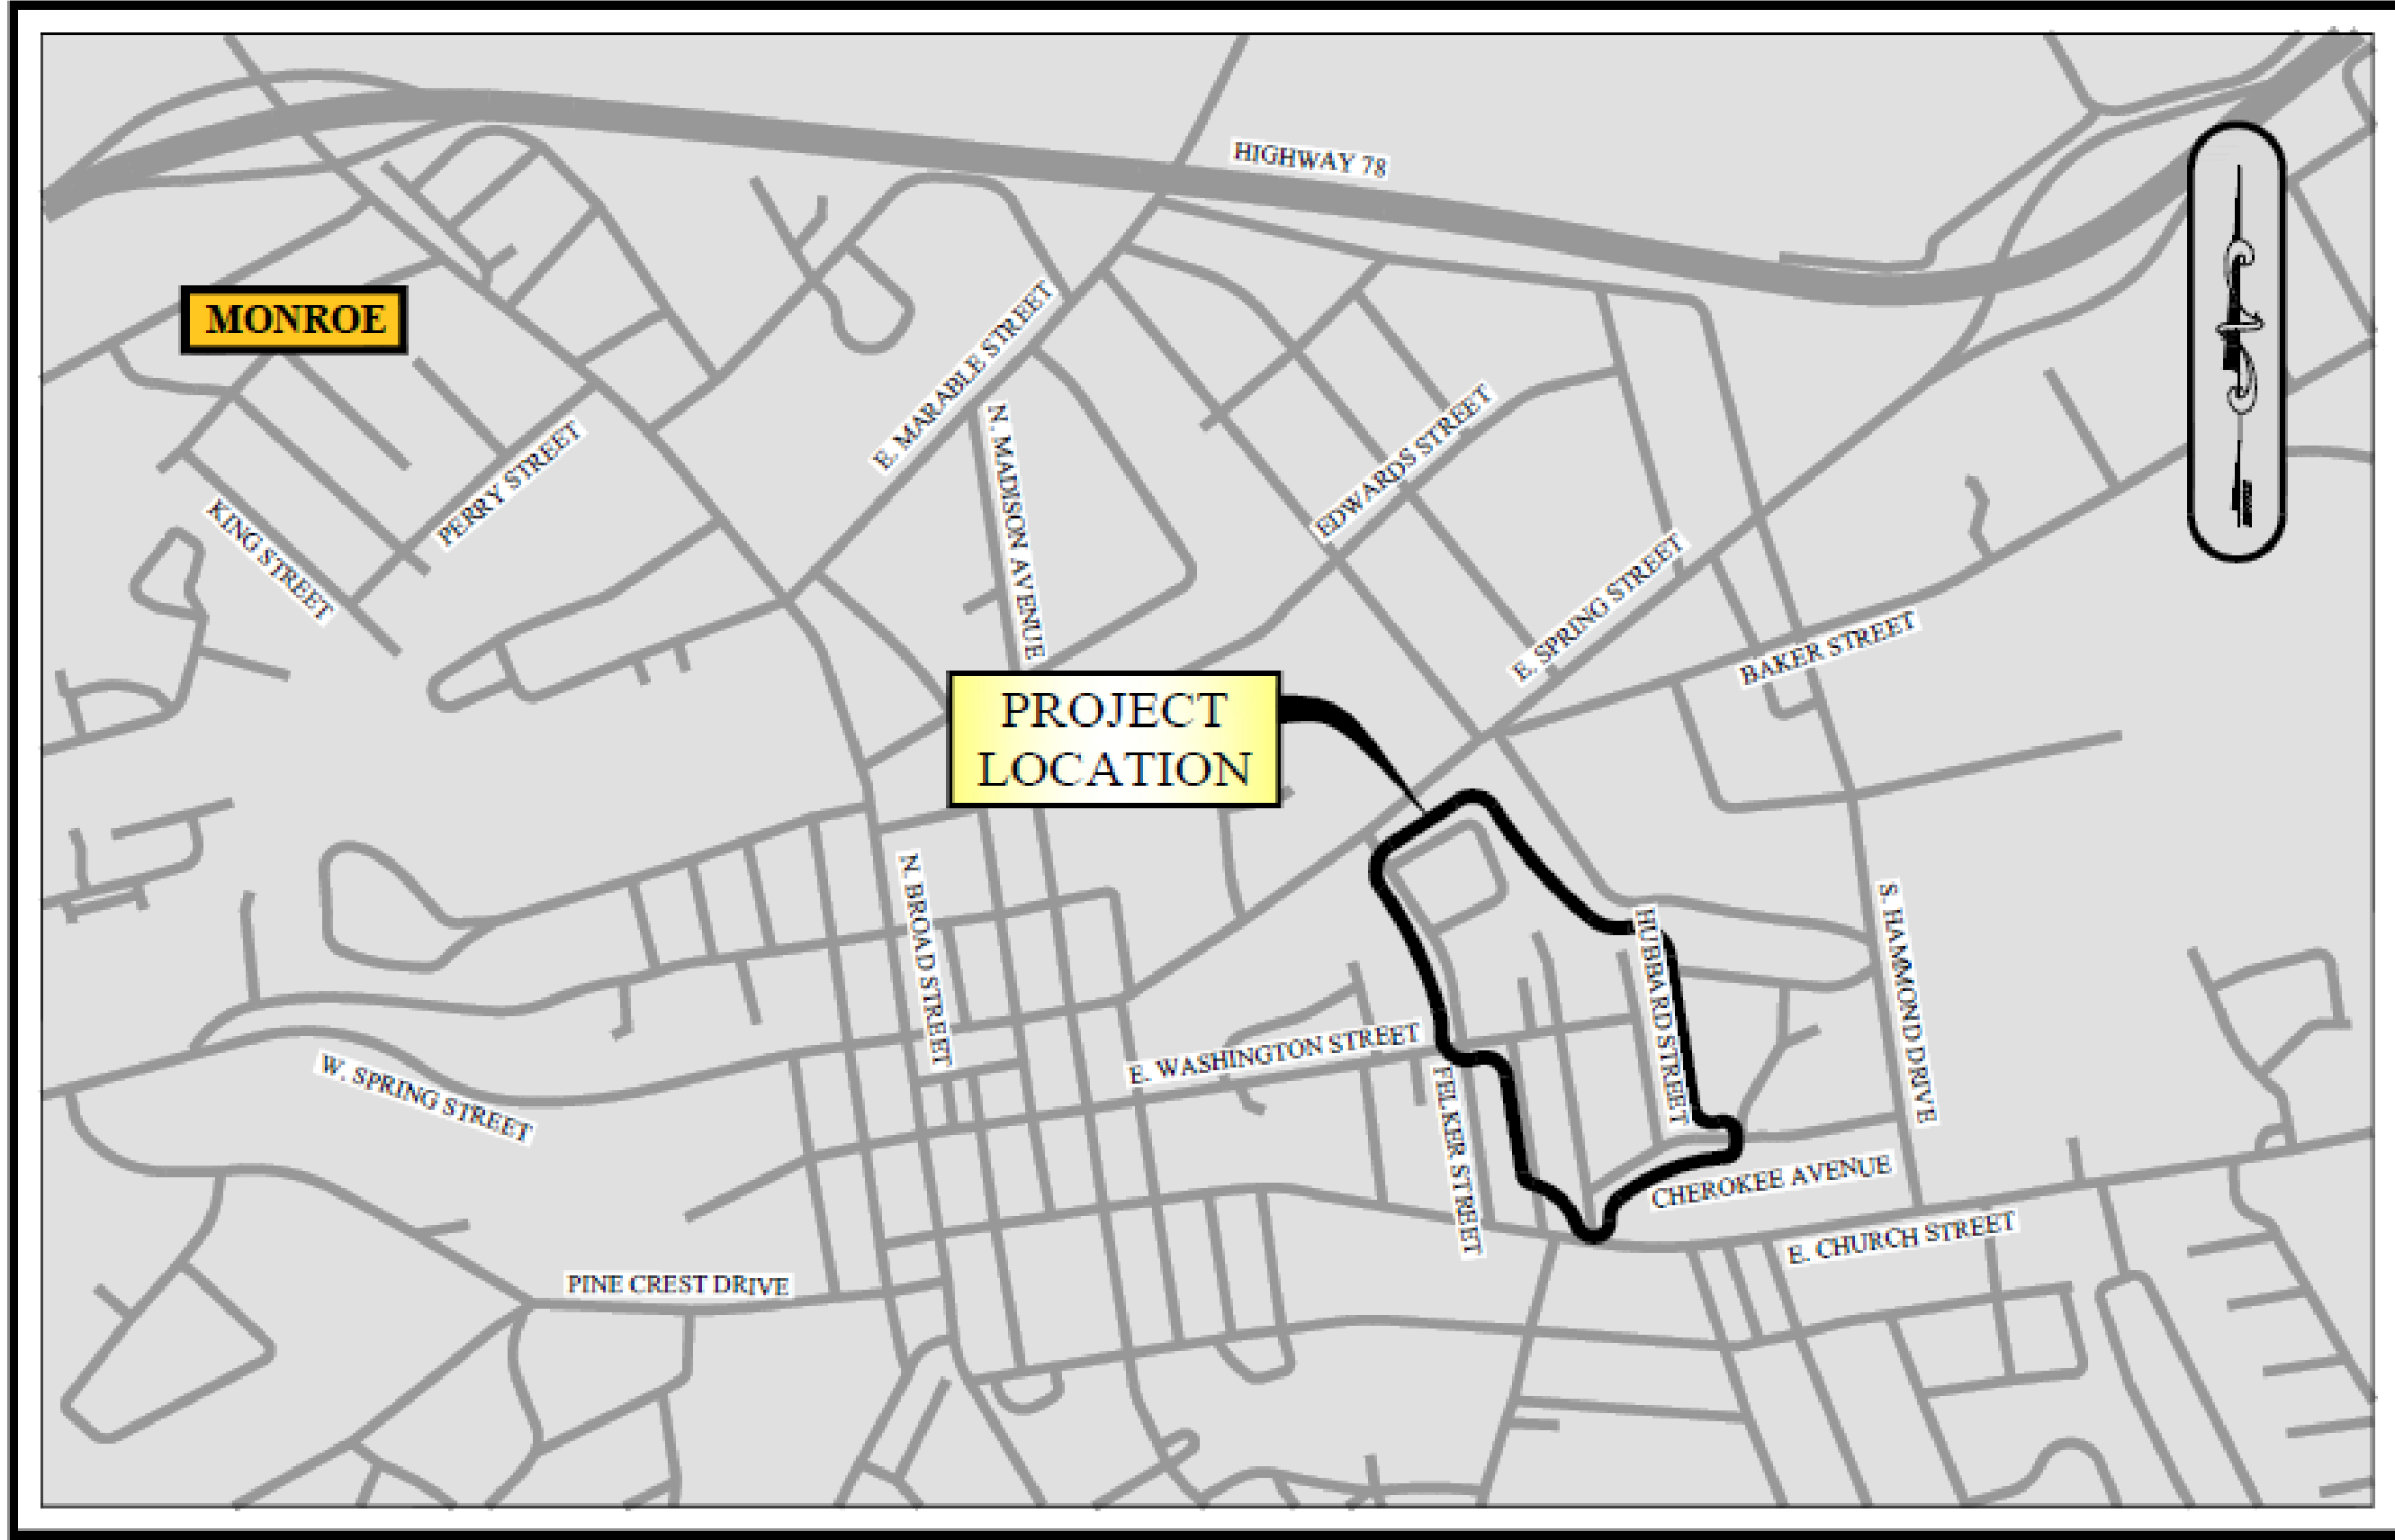 HIGHWAY 78
MONROE
E. MARABLE STREET
N. MADISON AVENUE
EDWARDS STREET
PERRY STREET
KING STREET
E. SPRING STREET
BAKER STREET
PROJECT
LOCATION
N. BROAD STREET
HUBBARD STREET
S. HAMMOND DRIVE
E. WASHINGTON STREET
W. SPRING STREET
FELKER STREET
CHEROKEE AVENUE
E. CHURCH STREET
PINE CREST DRIVE